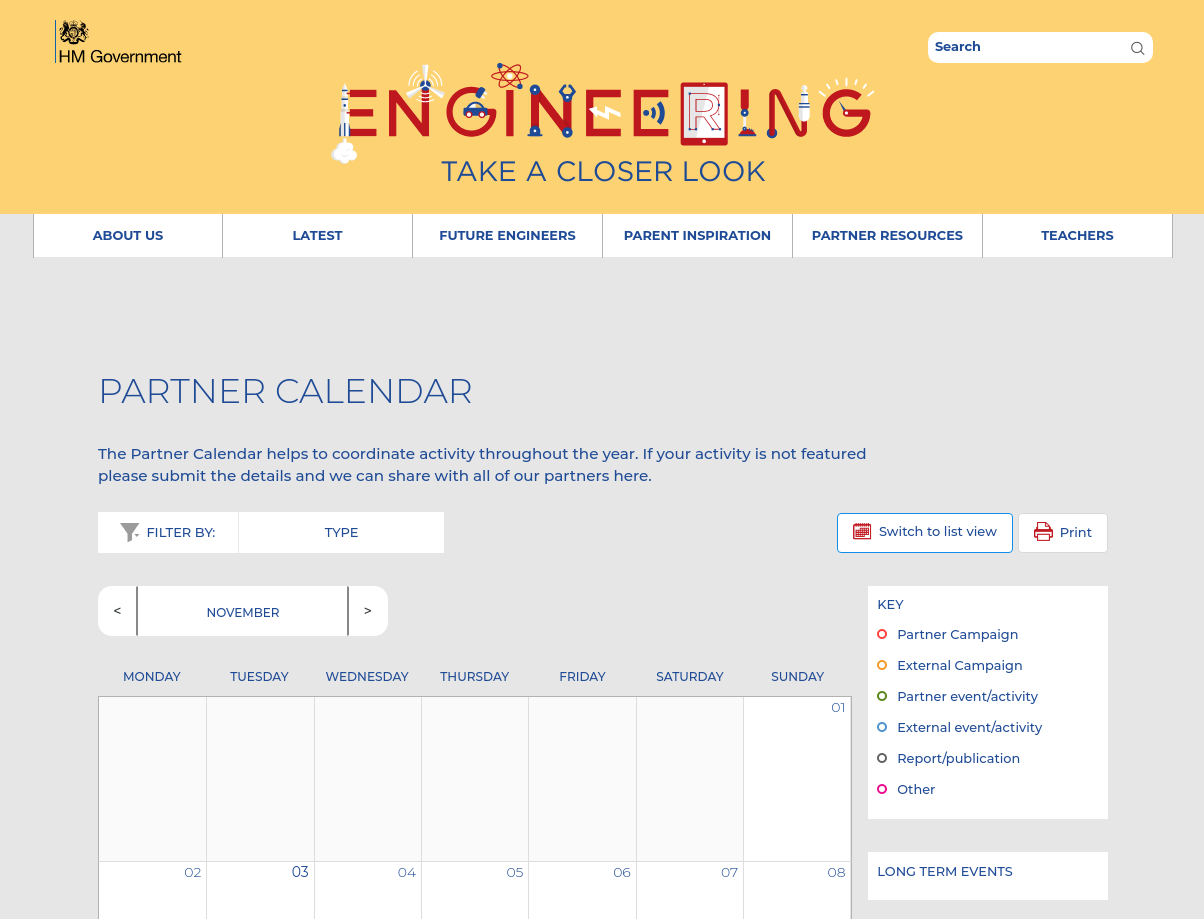 HM Government
Search
ENGINEERING
TAKE A CLOSER LOOK
ABOUT US LATEST FUTURE ENGINEERS PARENT INSPIRATION PARTNER RESOURCES TEACHERS
PARTNER CALENDAR
The Partner Calendar helps to coordinate activity throughout the year. If your activity is not featured
please submit the details and we can share with all of our partners here.
FILTER BY: TYPE Switch to list view Print
< NOVEMBER >
MONDAY TUESDAY WEDNESDAY THURSDAY FRIDAY SATURDAY SUNDAY
01
02 03 04 05 06 07 08
KEY
Partner Campaign
External Campaign
Partner event/activity
External event/activity
Report/publication
Other
LONG TERM EVENTS